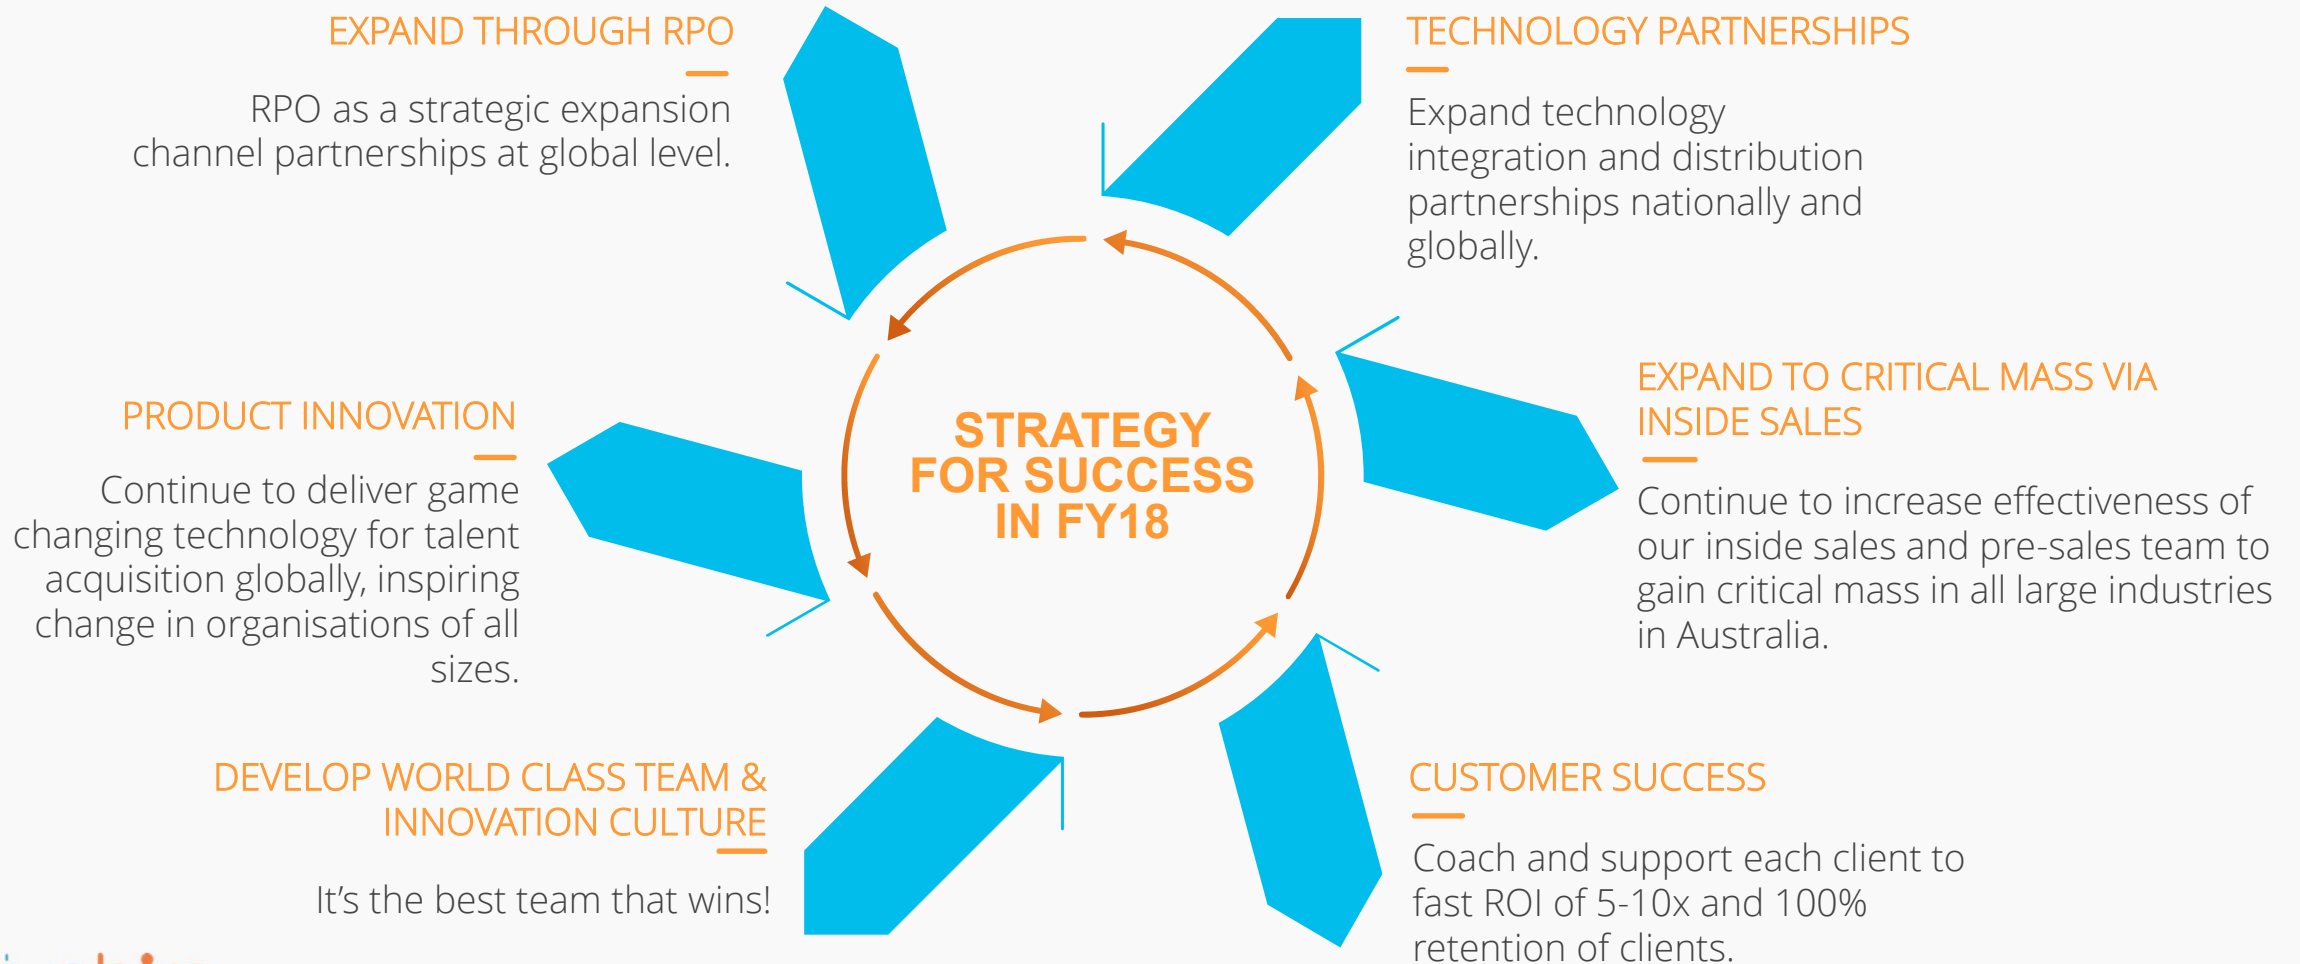 EXPAND THROUGH RPO
RPO as a strategic expansion
channel partnerships at global level.
TECHNOLOGY PARTNERSHIPS
Expand technology
integration and distribution
partnerships nationally and
globally.
PRODUCT INNOVATION
Continue to deliver game
changing technology for talent
acquisition globally, inspiring
change in organisations of all
sizes.
STRATEGY
FOR SUCCESS
IN FY18
EXPAND TO CRITICAL MASS VIA
INSIDE SALES
Continue to increase effectiveness of
our inside sales and pre-sales team to
gain critical mass in all large industries
in Australia.
DEVELOP WORLD CLASS TEAM &
INNOVATION CULTURE
It’s the best team that wins!
CUSTOMER SUCCESS
Coach and support each client to
fast ROI of 5-10x and 100%
retention of clients.